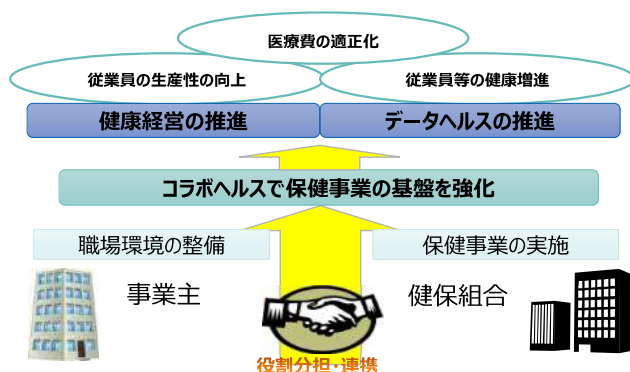 医療費の適正化
従業員の生産性の向上
従業員等の健康増進
健康経営の推進
データヘルスの推進
コラボヘルスで保健事業の基盤を強化
職場環境の整備
保健事業の実施
事業主
健保組合
役割分担・連携